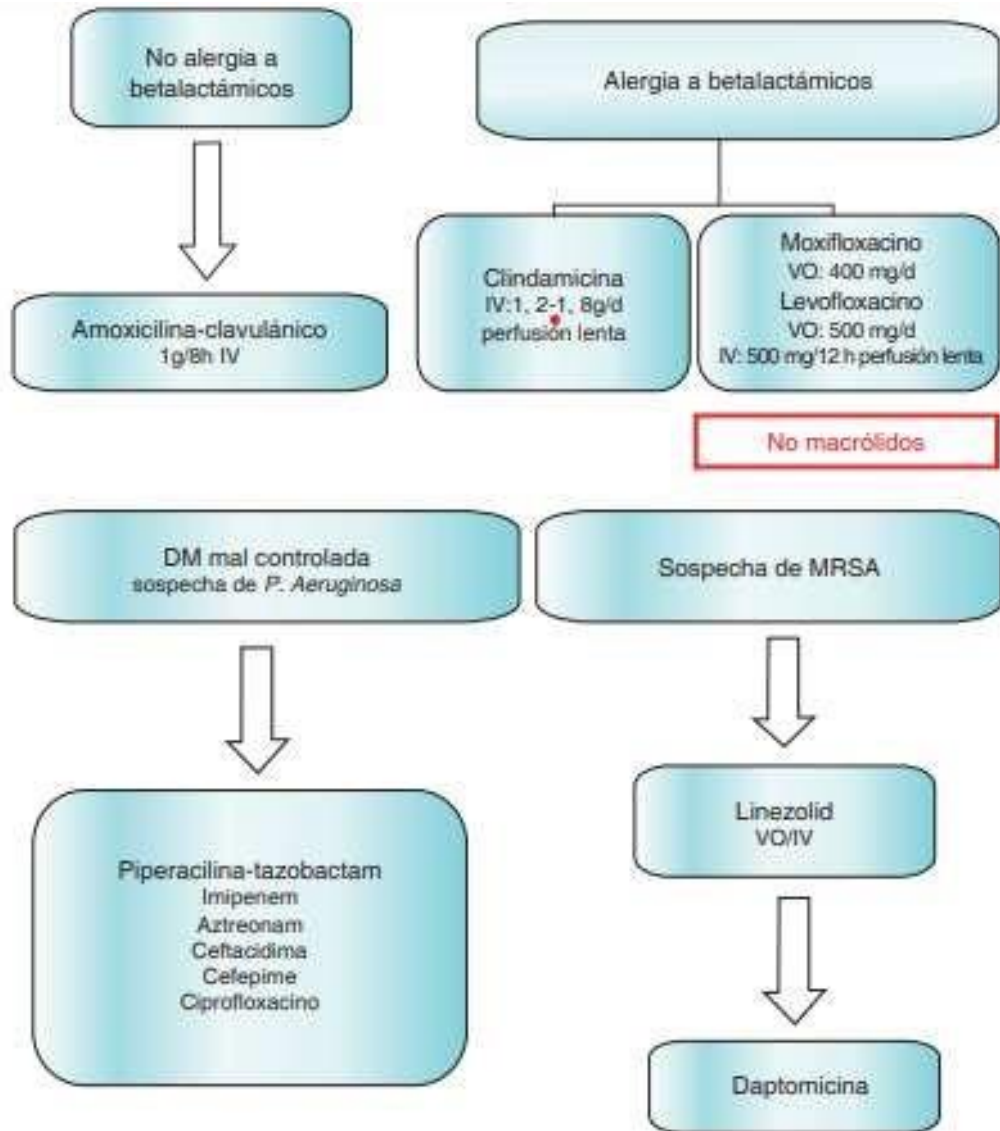 No alergia a
betalactámicos
Alergia a betalactámicos
Amoxicilina-clavulánico
1g/8h IV
Clindamicina
IV:1, 2-1, 8g/d
perfusión lenta
Moxifloxacino
VO: 400 mg/d
Levofloxacino
VO: 500 mg/d
IV: 500 mg/12 h perfusión lenta
No macrólidos
DM mal controlada
sospecha de P. Aeruginosa
Sospecha de MRSA
Piperacilina-tazobactam
Imipenem
Aztreonam
Ceftacidima
Cefepime
Ciprofloxacino
Linezolid
VO/IV
Daptomicina